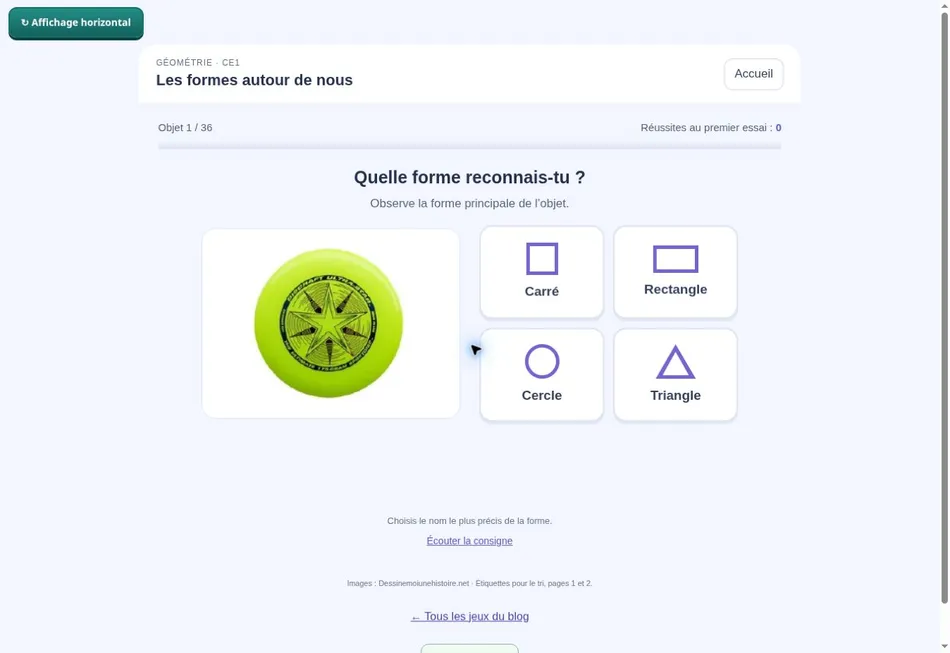 ↻ Affichage horizontal
GÉOMÉTRIE · CE1
Les formes autour de nous
Accueil
Objet 1 / 36
Réussites au premier essai : 0
Quelle forme reconnais-tu ?
Observe la forme principale de l'objet.
DISCRAFT ULTRA-STAR
Carré
Rectangle
Cercle
Triangle
Choisis le nom le plus précis de la forme.
Écouter la consigne
Images : Dessinemoiunehistoire.net · Étiquettes pour le tri, pages 1 et 2.
← Tous les jeux du blog